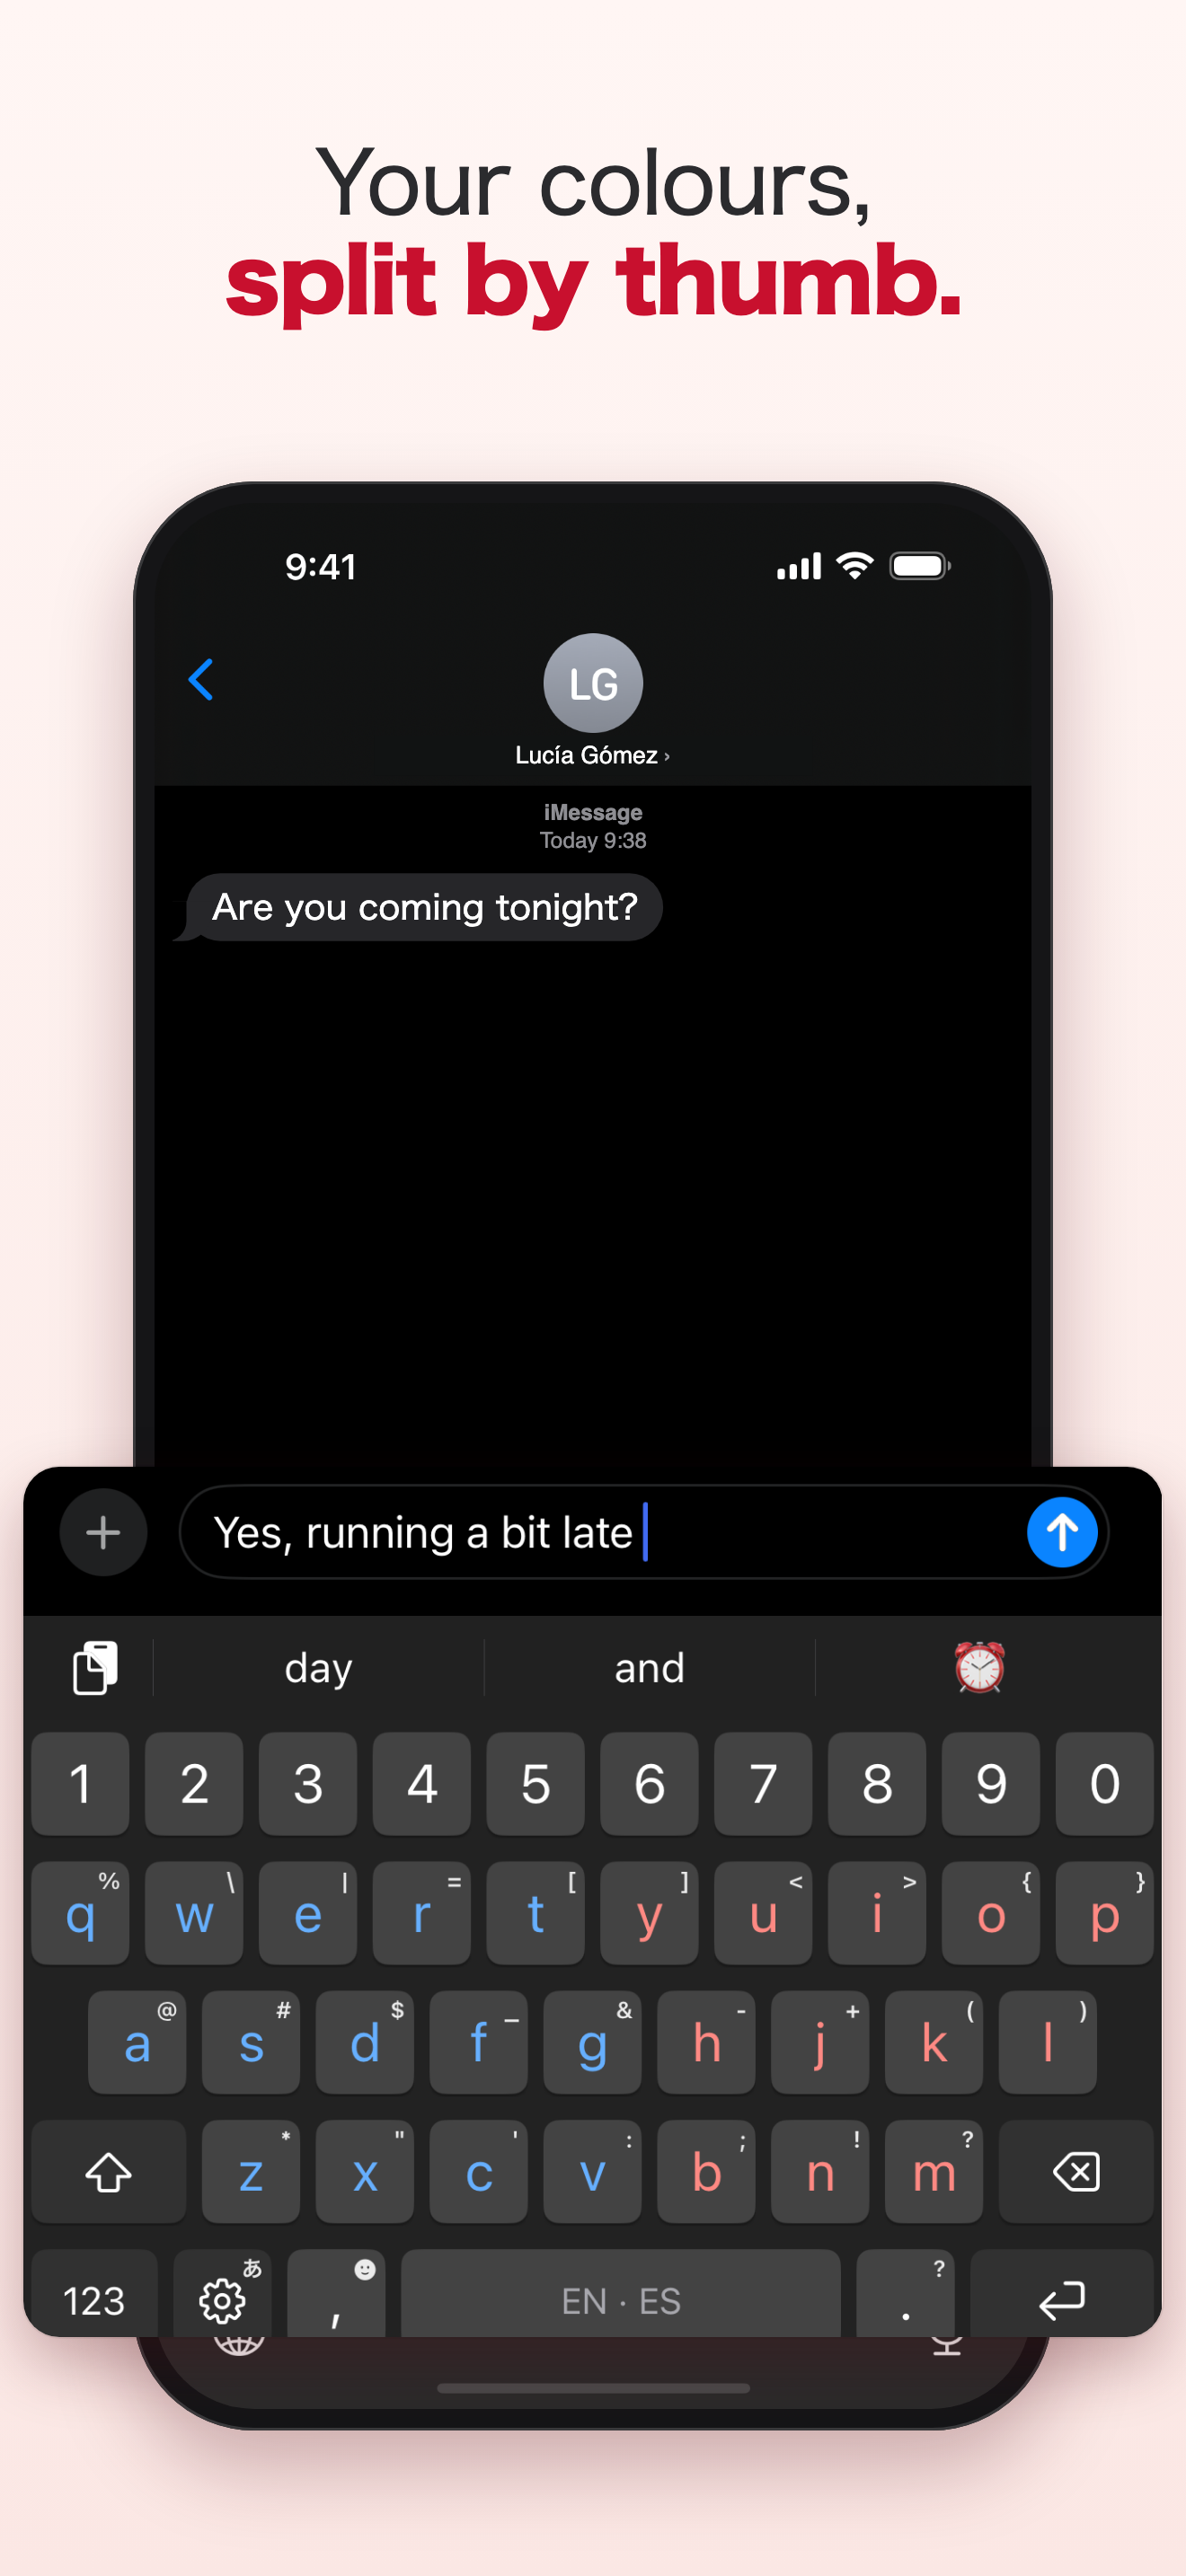 Your colours,
split by thumb.
9:41
LG
Lucía Gómez ›
iMessage
Today 9:38
Are you coming tonight?
Yes, running a bit late
day and ⏰
1 2 3 4 5 6 7 8 9 0
% \ | = [ ] < > { }
q w e r t y u i o p
@ # $ _ & - + ( )
a s d f g h j k l
* " ' : ; ! ?
z x c v b n m
あ ?
123 , EN · ES .